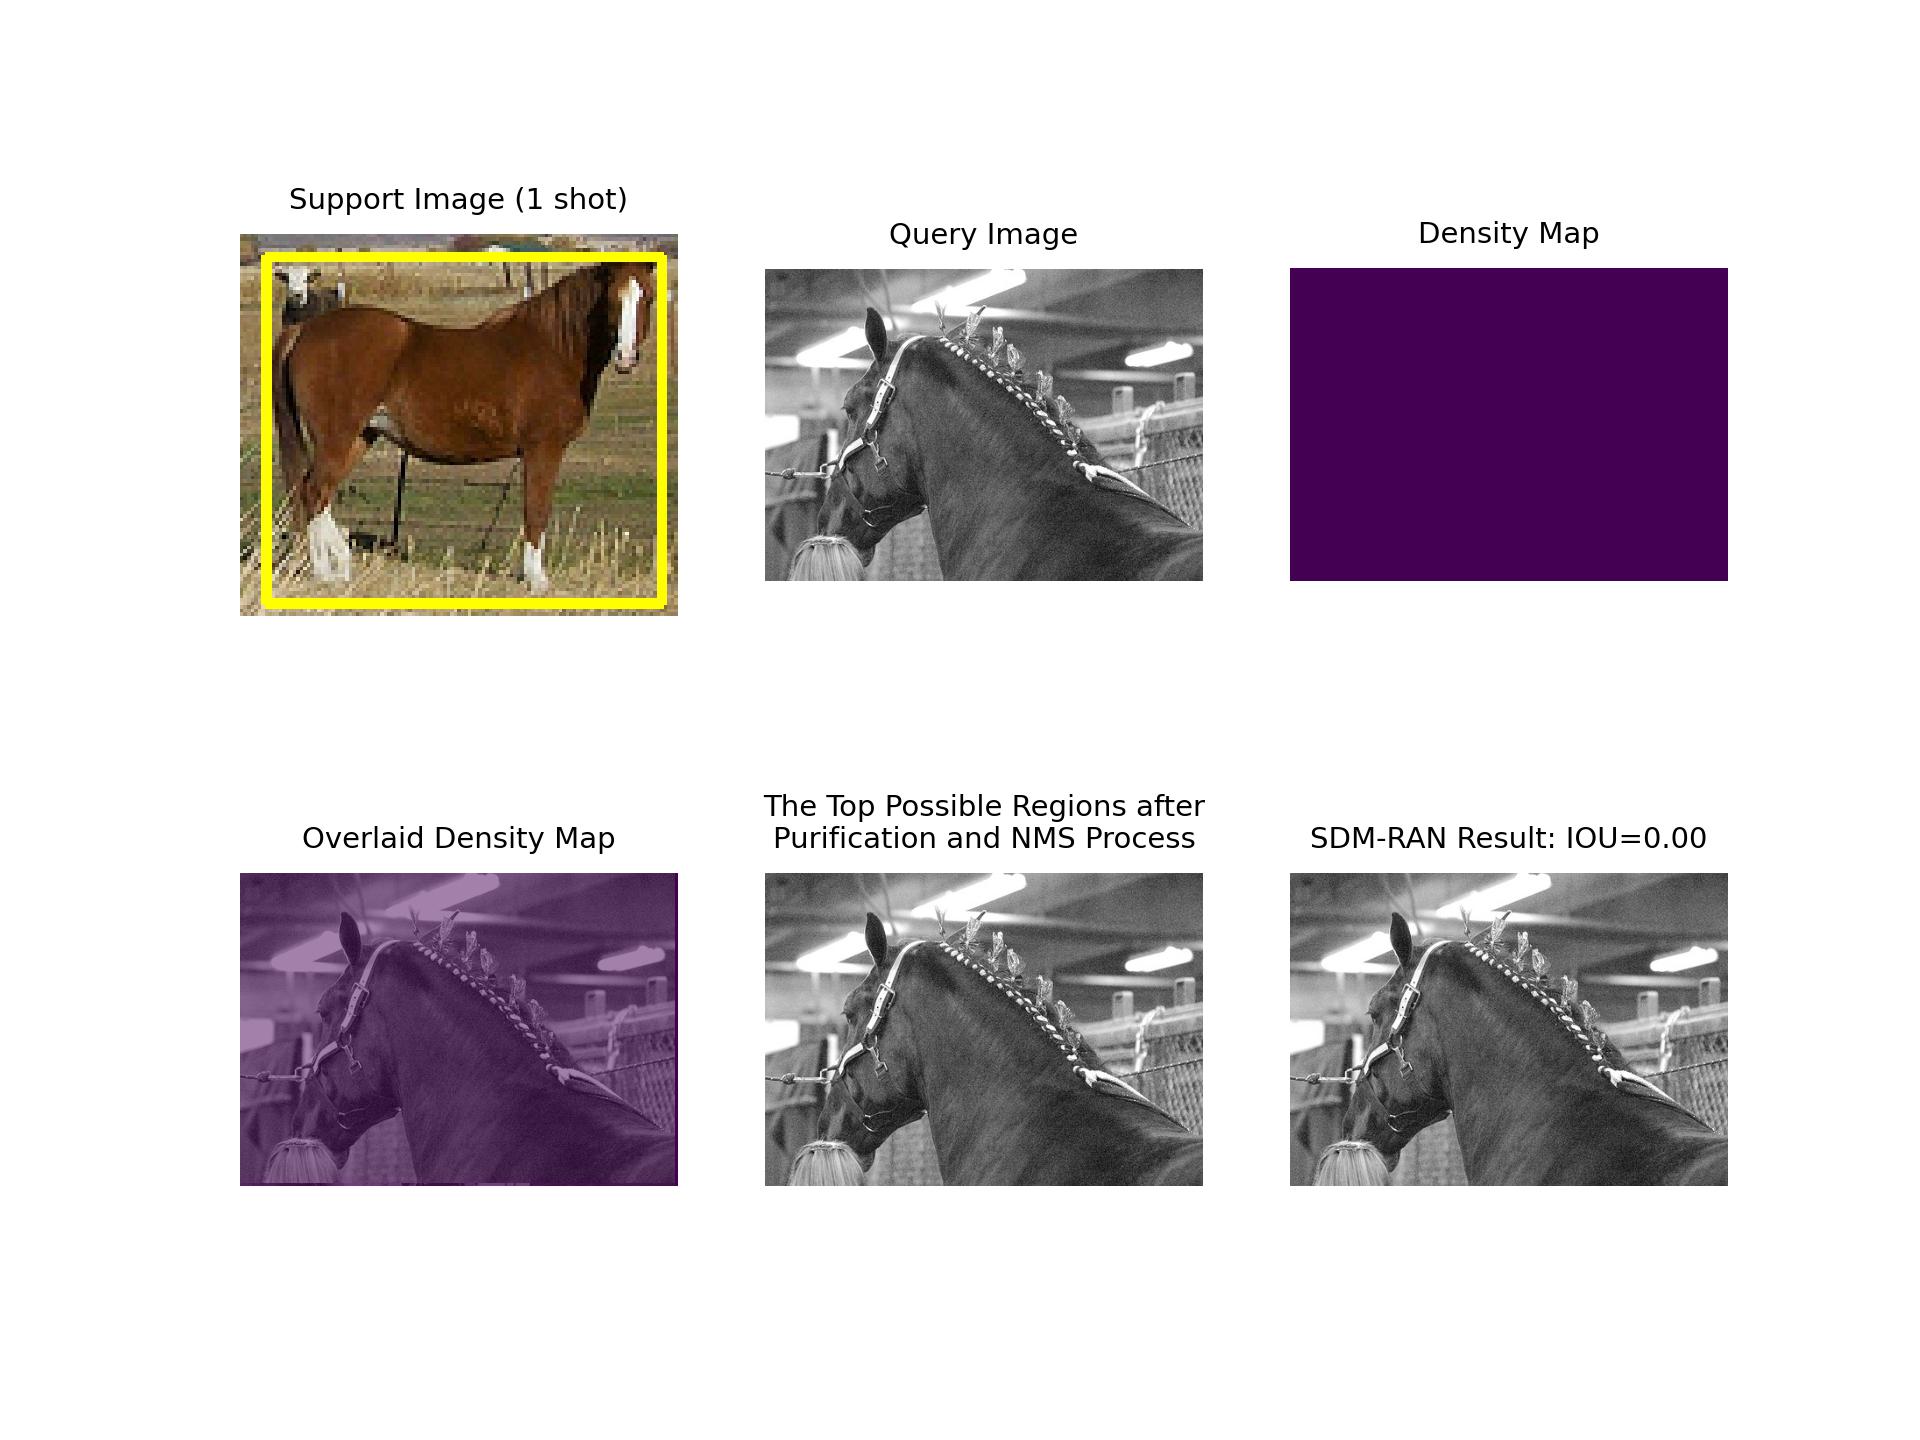 Support Image (1 shot)
Query Image
Density Map
Overlaid Density Map
The Top Possible Regions after
Purification and NMS Process
SDM-RAN Result: IOU=0.00